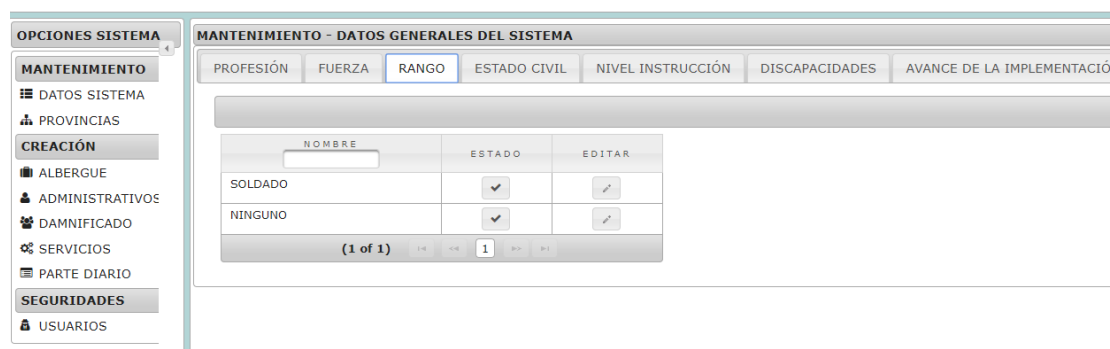 OPCIONES SISTEMA
MANTENIMIENTO
DATOS SISTEMA
PROVINCIAS
CREACIÓN
ALBERGUE
ADMINISTRATIVOS
DAMNIFICADO
SERVICIOS
PARTE DIARIO
SEGURIDADES
USUARIOS
MANTENIMIENTO - DATOS GENERALES DEL SISTEMA
PROFESIÓN FUERZA RANGO ESTADO CIVIL NIVEL INSTRUCCIÓN DISCAPACIDADES AVANCE DE LA IMPLEMENTACIÓ
NOMBRE ESTADO EDITAR
SOLDADO
NINGUNO
(1 of 1) 1